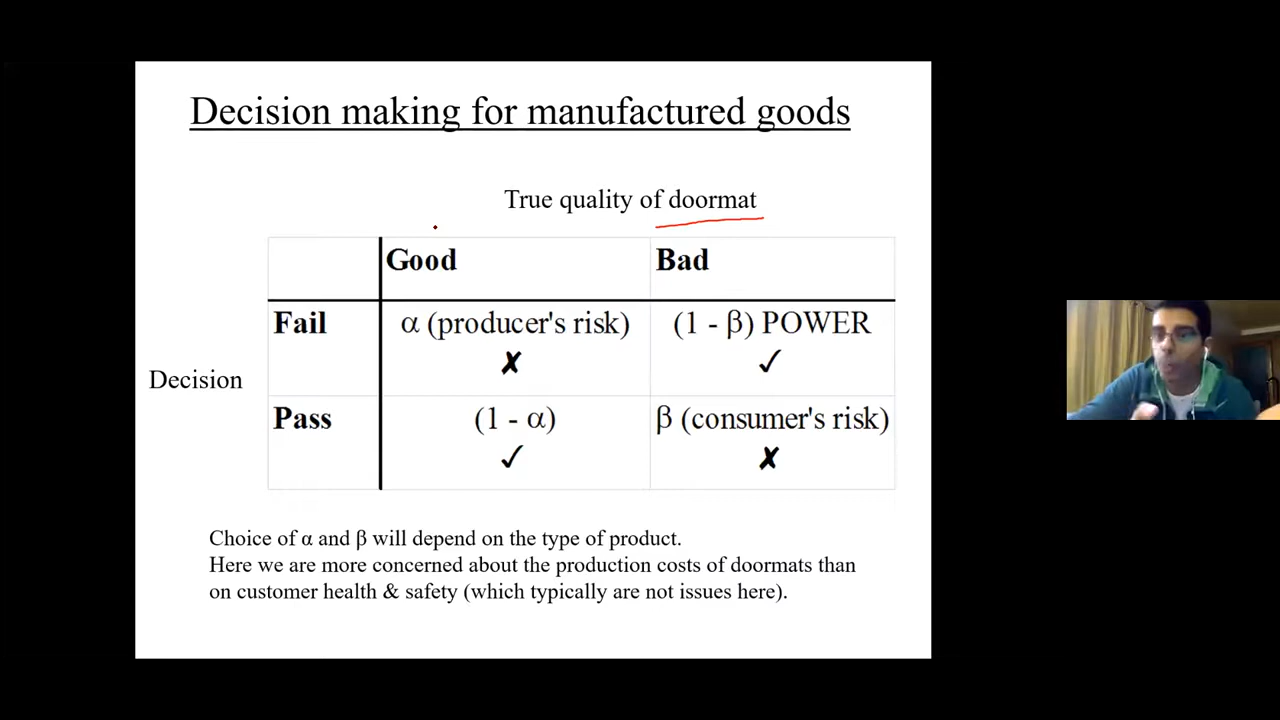 Decision making for manufactured goods
True quality of doormat
Good Bad
Fail α (producer's risk) ✗ (1 - β) POWER ✓
Decision
Pass (1 - α) ✓ β (consumer's risk) ✗
Choice of α and β will depend on the type of product.
Here we are more concerned about the production costs of doormats than
on customer health & safety (which typically are not issues here).